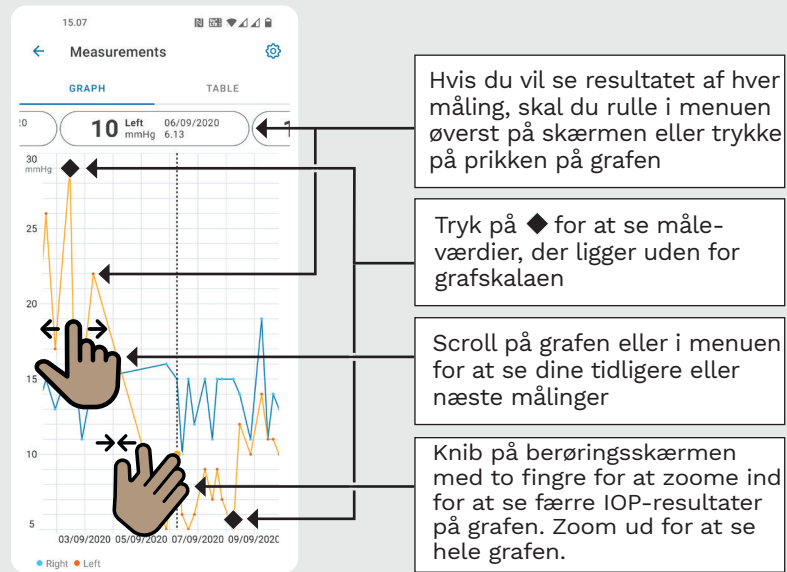 15.07
Measurements
GRAPH TABLE
10 Left 06/09/2020
mmHg 6.13
30
mmHg
25
20
15
10
5
03/09/2020 05/09/2020 07/09/2020 09/09/2020
Right Left
Hvis du vil se resultatet af hver
måling, skal du rulle i menuen
øverst på skærmen eller trykke
på prikken på grafen
Tryk på ◆ for at se måle-
værdier, der ligger uden for
grafskalaen
Scroll på grafen eller i menuen
for at se dine tidligere eller
næste målinger
Knib på berøringsskærmen
med to fingre for at zoome ind
for at se færre IOP-resultater
på grafen. Zoom ud for at se
hele grafen.